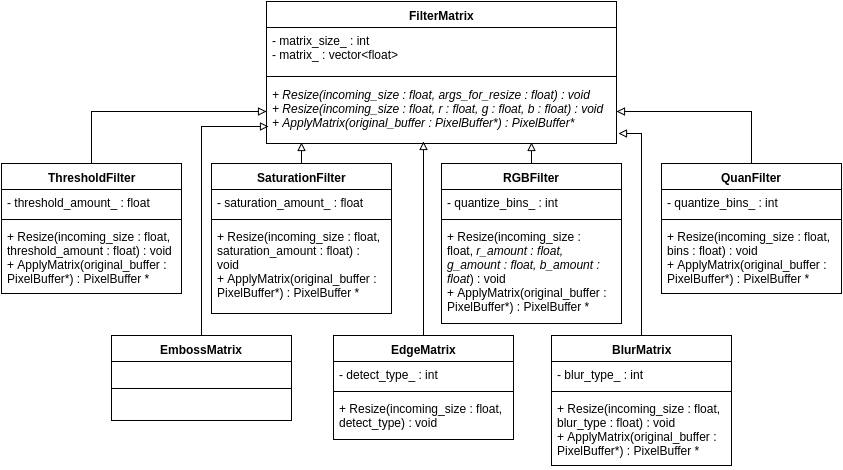 FilterMatrix
- matrix_size_ : int
- matrix_ : vector<float>
+ Resize(incoming_size : float, args_for_resize : float) : void
+ Resize(incoming_size : float, r : float, g : float, b : float) : void
+ ApplyMatrix(original_buffer : PixelBuffer*) : PixelBuffer*
ThresholdFilter
- threshold_amount_ : float
+ Resize(incoming_size : float,
threshold_amount : float) : void
+ ApplyMatrix(original_buffer :
PixelBuffer*) : PixelBuffer *
SaturationFilter
- saturation_amount_ : float
+ Resize(incoming_size : float,
saturation_amount : float) :
void
+ ApplyMatrix(original_buffer :
PixelBuffer*) : PixelBuffer *
RGBFilter
- quantize_bins_ : int
+ Resize(incoming_size :
float, r_amount : float,
g_amount : float, b_amount :
float) : void
+ ApplyMatrix(original_buffer :
PixelBuffer*) : PixelBuffer *
QuanFilter
- quantize_bins_ : int
+ Resize(incoming_size : float,
bins : float) : void
+ ApplyMatrix(original_buffer :
PixelBuffer*) : PixelBuffer *
EmbossMatrix
EdgeMatrix
- detect_type_ : int
+ Resize(incoming_size : float,
detect_type) : void
BlurMatrix
- blur_type_ : int
+ Resize(incoming_size : float,
blur_type : float) : void
+ ApplyMatrix(original_buffer :
PixelBuffer*) : PixelBuffer *